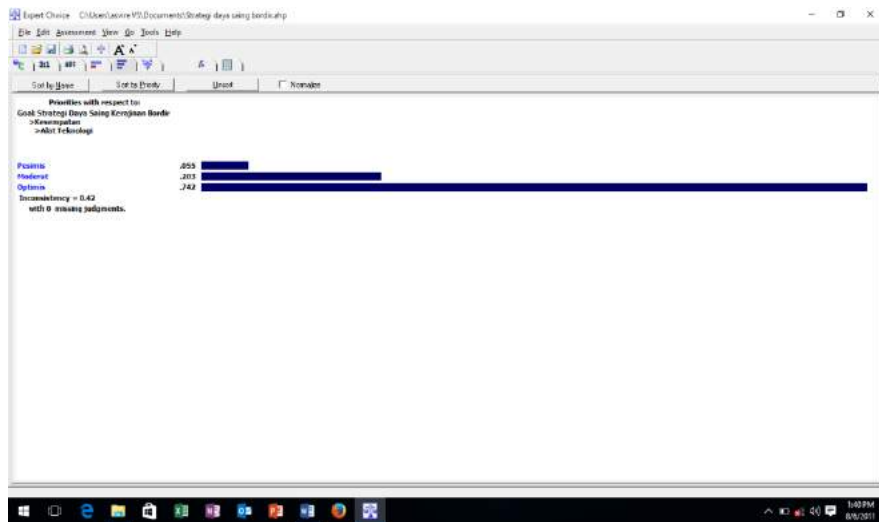 Expert Choice C:\Users\aswire V5\Documents\Strategi daya saing bordir.ahp
File Edit Assessment View Go Tools Help
Sort by Name Sort by Priority Unsort Normalize
Priorities with respect to:
Goal: Strategi Daya Saing Kerajinan Bordir
>Kesempatan
>Alat Teknologi
Pesimis .055
Moderat .203
Optimis .742
Inconsistency = 0.42
with 0 missing judgments.
1:40 PM